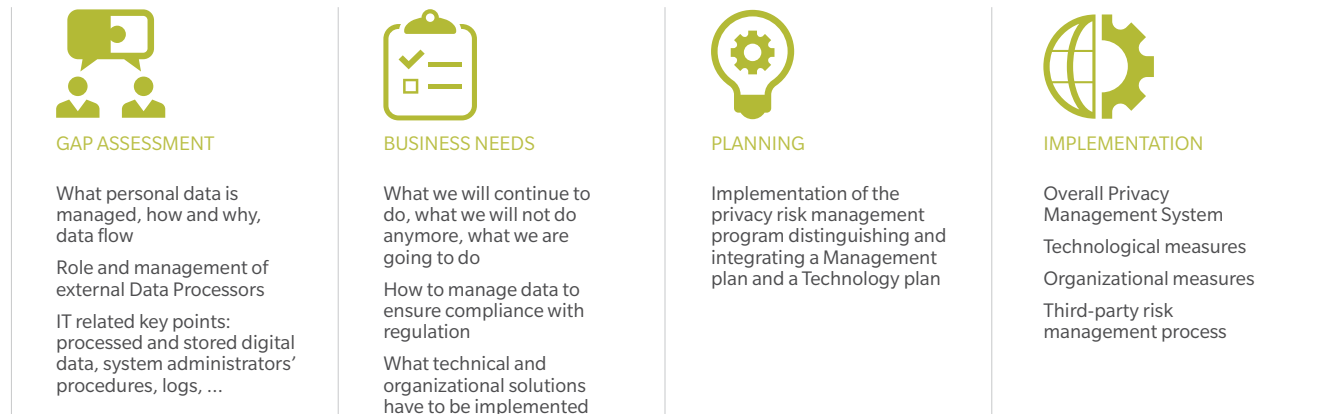 GAP ASSESSMENT
What personal data is
managed, how and why,
data flow
Role and management of
external Data Processors
IT related key points:
processed and stored digital
data, system administrators’
procedures, logs, ...
BUSINESS NEEDS
What we will continue to
do, what we will not do
anymore, what we are
going to do
How to manage data to
ensure compliance with
regulation
What technical and
organizational solutions
have to be implemented
PLANNING
Implementation of the
privacy risk management
program distinguishing and
integrating a Management
plan and a Technology plan
IMPLEMENTATION
Overall Privacy
Management System
Technological measures
Organizational measures
Third-party risk
management process